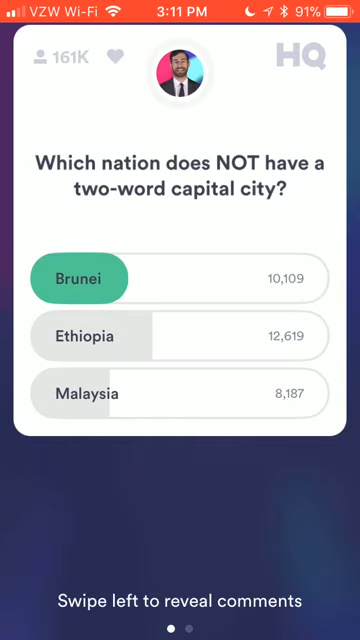 VZW Wi-Fi 3:11 PM 91%
161K HQ
Which nation does NOT have a
two-word capital city?
Brunei 10,109
Ethiopia 12,619
Malaysia 8,187
Swipe left to reveal comments